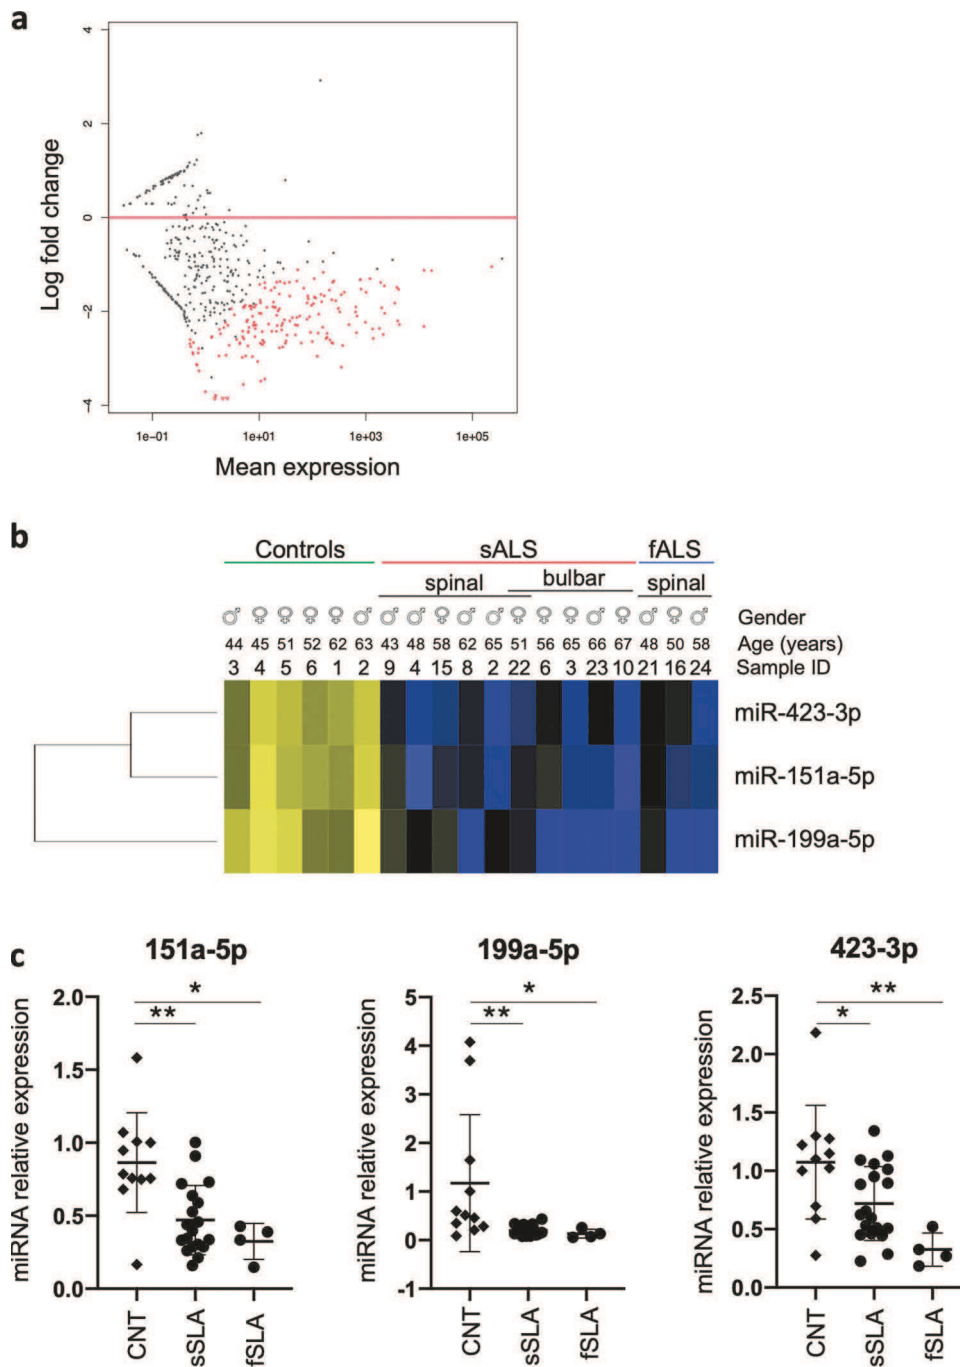 a
4
2
0
-2
-4
Log fold change
1e−01 1e+01 1e+03 1e+05
Mean expression
b
Controls sALS fALS
spinal bulbar spinal
♂ ♀ ♀ ♀ ♀ ♂ ♂ ♂ ♀ ♂ ♂ ♀ ♀ ♀ ♂ ♀ ♂ ♀ ♂ Gender
44 45 51 52 62 63 43 48 58 62 65 51 56 65 66 67 48 50 58 Age (years)
3 4 5 6 1 2 9 4 15 8 2 22 6 3 23 10 21 16 24 Sample ID
miR-423-3p
miR-151a-5p
miR-199a-5p
c
151a-5p
miRNA relative expression
2.0
1.5
1.0
0.5
0.0
*
**
CNT
sSLA
fSLA
199a-5p
miRNA relative expression
5
4
3
2
1
0
-1
*
**
CNT
sSLA
fSLA
423-3p
miRNA relative expression
2.5
2.0
1.5
1.0
0.5
0.0
**
*
CNT
sSLA
fSLA